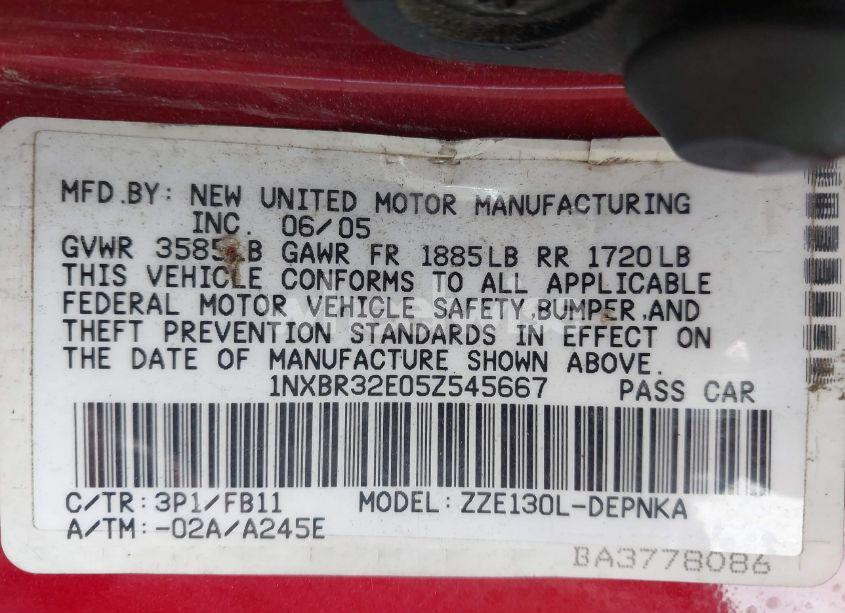 MFD.BY: NEW UNITED MOTOR MANUFACTURING
INC. 06/05
GVWR 3585LB GAWR FR 1885LB RR 1720LB
THIS VEHICLE CONFORMS TO ALL APPLICABLE
FEDERAL MOTOR VEHICLE SAFETY,BUMPER,AND
THEFT PREVENTION STANDARDS IN EFFECT ON
THE DATE OF MANUFACTURE SHOWN ABOVE.
1NXBR32E05Z545667 PASS CAR
C/TR: 3P1/FB11 MODEL: ZZE130L-DEPNKA
A/TM: -02A/A245E
BA3778086